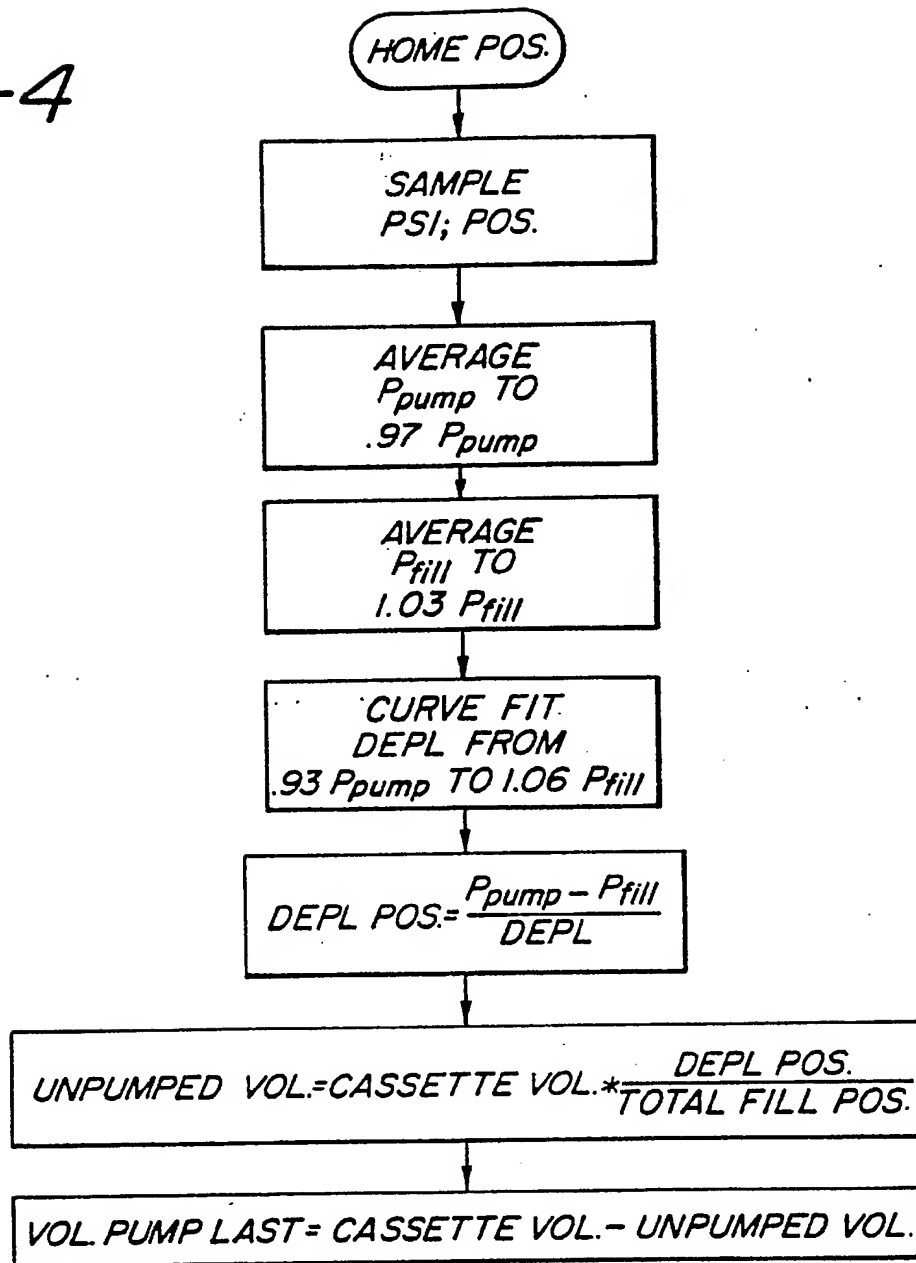 -4
HOME POS.
SAMPLE
PSI; POS.
AVERAGE
Ppump TO
.97 Ppump
AVERAGE
Pfill TO
1.03 Pfill
CURVE FIT
DEPL FROM
.93 Ppump TO 1.06 Pfill
DEPL POS.= Ppump – Pfill / DEPL
UNPUMPED VOL.=CASSETTE VOL.* DEPL POS. / TOTAL FILL POS.
VOL. PUMP LAST= CASSETTE VOL.– UNPUMPED VOL.